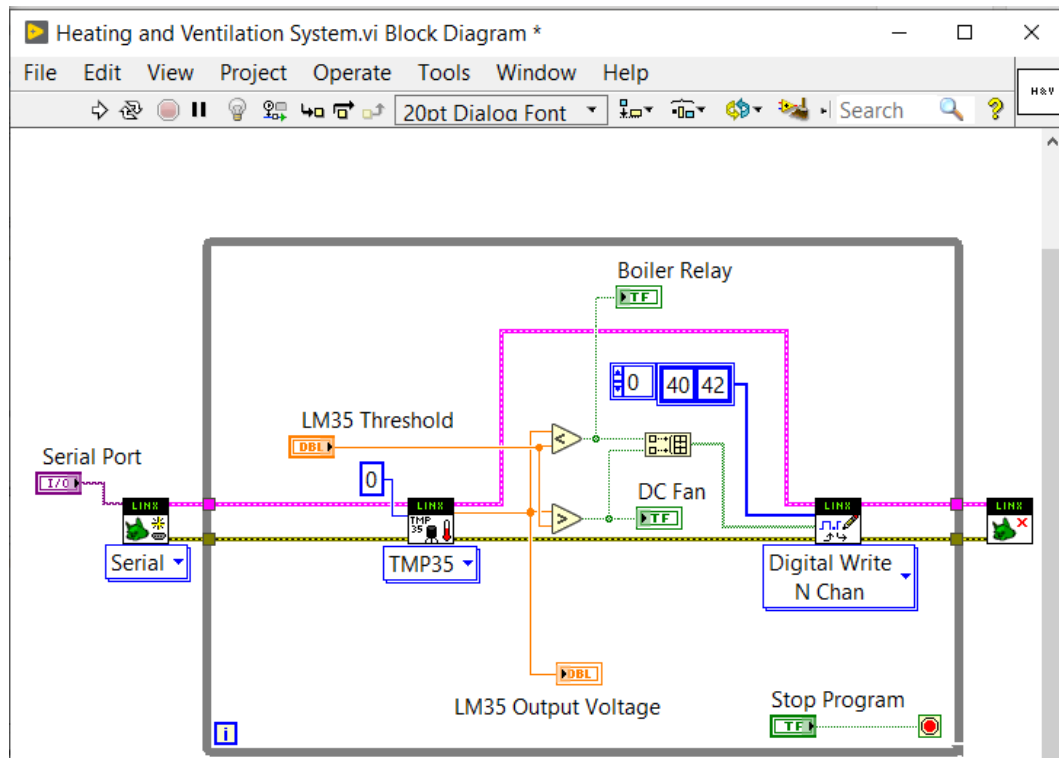 Heating and Ventilation System.vi Block Diagram *
File Edit View Project Operate Tools Window Help
20pt Dialog Font Search
H & V
Boiler Relay
TF
0 40 42
LM35 Threshold
DBL
Serial Port
I/O
0
DC Fan
TF
LINX
Serial
LINX
TMP
35
TMP35
<
>
LINX
Digital Write
N Chan
LINX
DBL
LM35 Output Voltage
Stop Program
TF
i